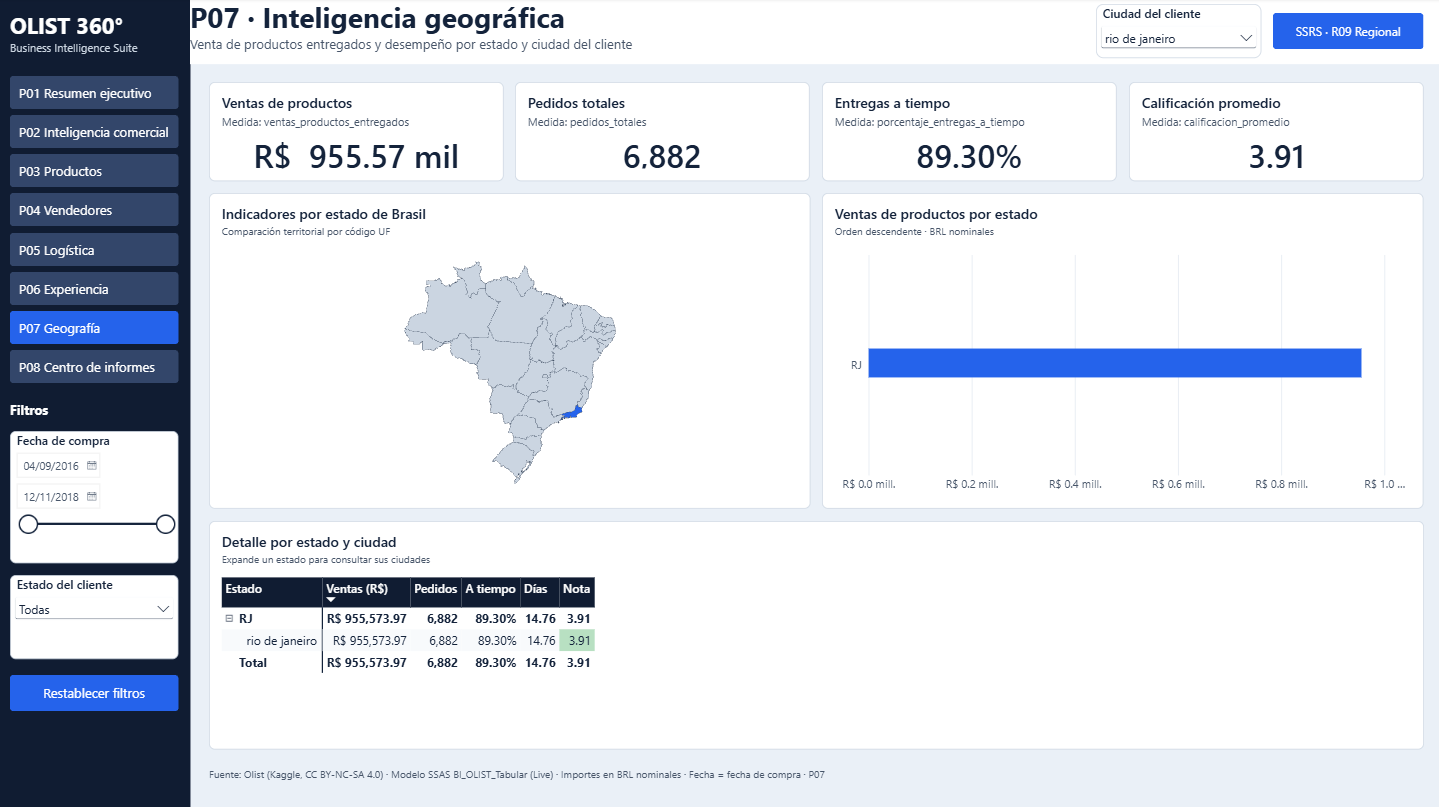 OLIST 360°
Business Intelligence Suite
P01 Resumen ejecutivo
P02 Inteligencia comercial
P03 Productos
P04 Vendedores
P05 Logística
P06 Experiencia
P07 Geografía
P08 Centro de informes
Filtros
Fecha de compra
04/09/2016
12/11/2018
Estado del cliente
Todas
Restablecer filtros
P07 · Inteligencia geográfica
Venta de productos entregados y desempeño por estado y ciudad del cliente
Ciudad del cliente
rio de janeiro
SSRS · R09 Regional
Ventas de productos
Medida: ventas_productos_entregados
R$ 955.57 mil
Pedidos totales
Medida: pedidos_totales
6,882
Entregas a tiempo
Medida: porcentaje_entregas_a_tiempo
89.30%
Calificación promedio
Medida: calificacion_promedio
3.91
Indicadores por estado de Brasil
Comparación territorial por código UF
Ventas de productos por estado
Orden descendente · BRL nominales
RJ
R$ 0.0 mill. R$ 0.2 mill. R$ 0.4 mill. R$ 0.6 mill. R$ 0.8 mill. R$ 1.0 ...
Detalle por estado y ciudad
Expande un estado para consultar sus ciudades
Estado Ventas (R$) Pedidos A tiempo Días Nota
RJ R$ 955,573.97 6,882 89.30% 14.76 3.91
rio de janeiro R$ 955,573.97 6,882 89.30% 14.76 3.91
Total R$ 955,573.97 6,882 89.30% 14.76 3.91
Fuente: Olist (Kaggle, CC BY-NC-SA 4.0) · Modelo SSAS BI_OLIST_Tabular (Live) · Importes en BRL nominales · Fecha = fecha de compra · P07